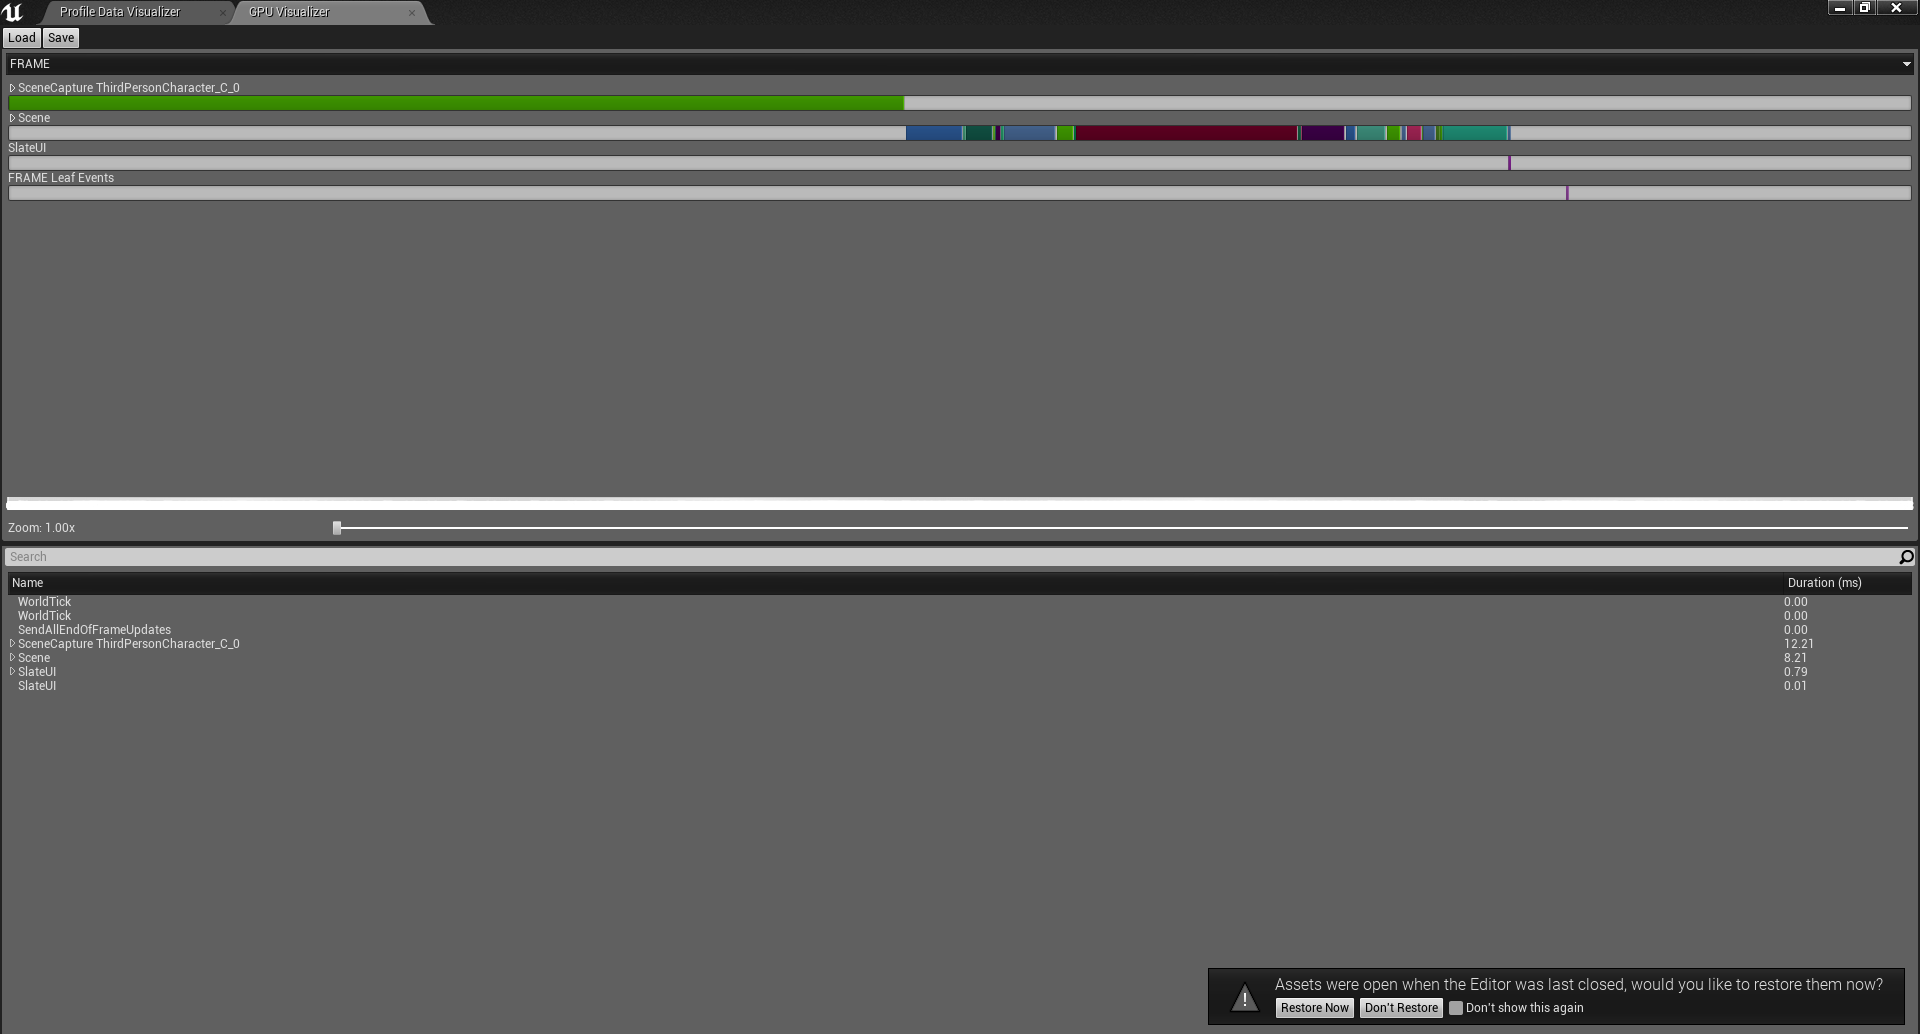 Profile Data Visualizer
GPU Visualizer
Load Save
FRAME
SceneCapture ThirdPersonCharacter_C_0
Scene
SlateUI
FRAME Leaf Events
Zoom: 1.00x
Search
Name Duration (ms)
WorldTick 0.00
WorldTick 0.00
SendAllEndOfFrameUpdates 0.00
SceneCapture ThirdPersonCharacter_C_0 12.21
Scene 8.21
SlateUI 0.79
SlateUI 0.01
Assets were open when the Editor was last closed, would you like to restore them now?
Restore Now Don't Restore Don't show this again